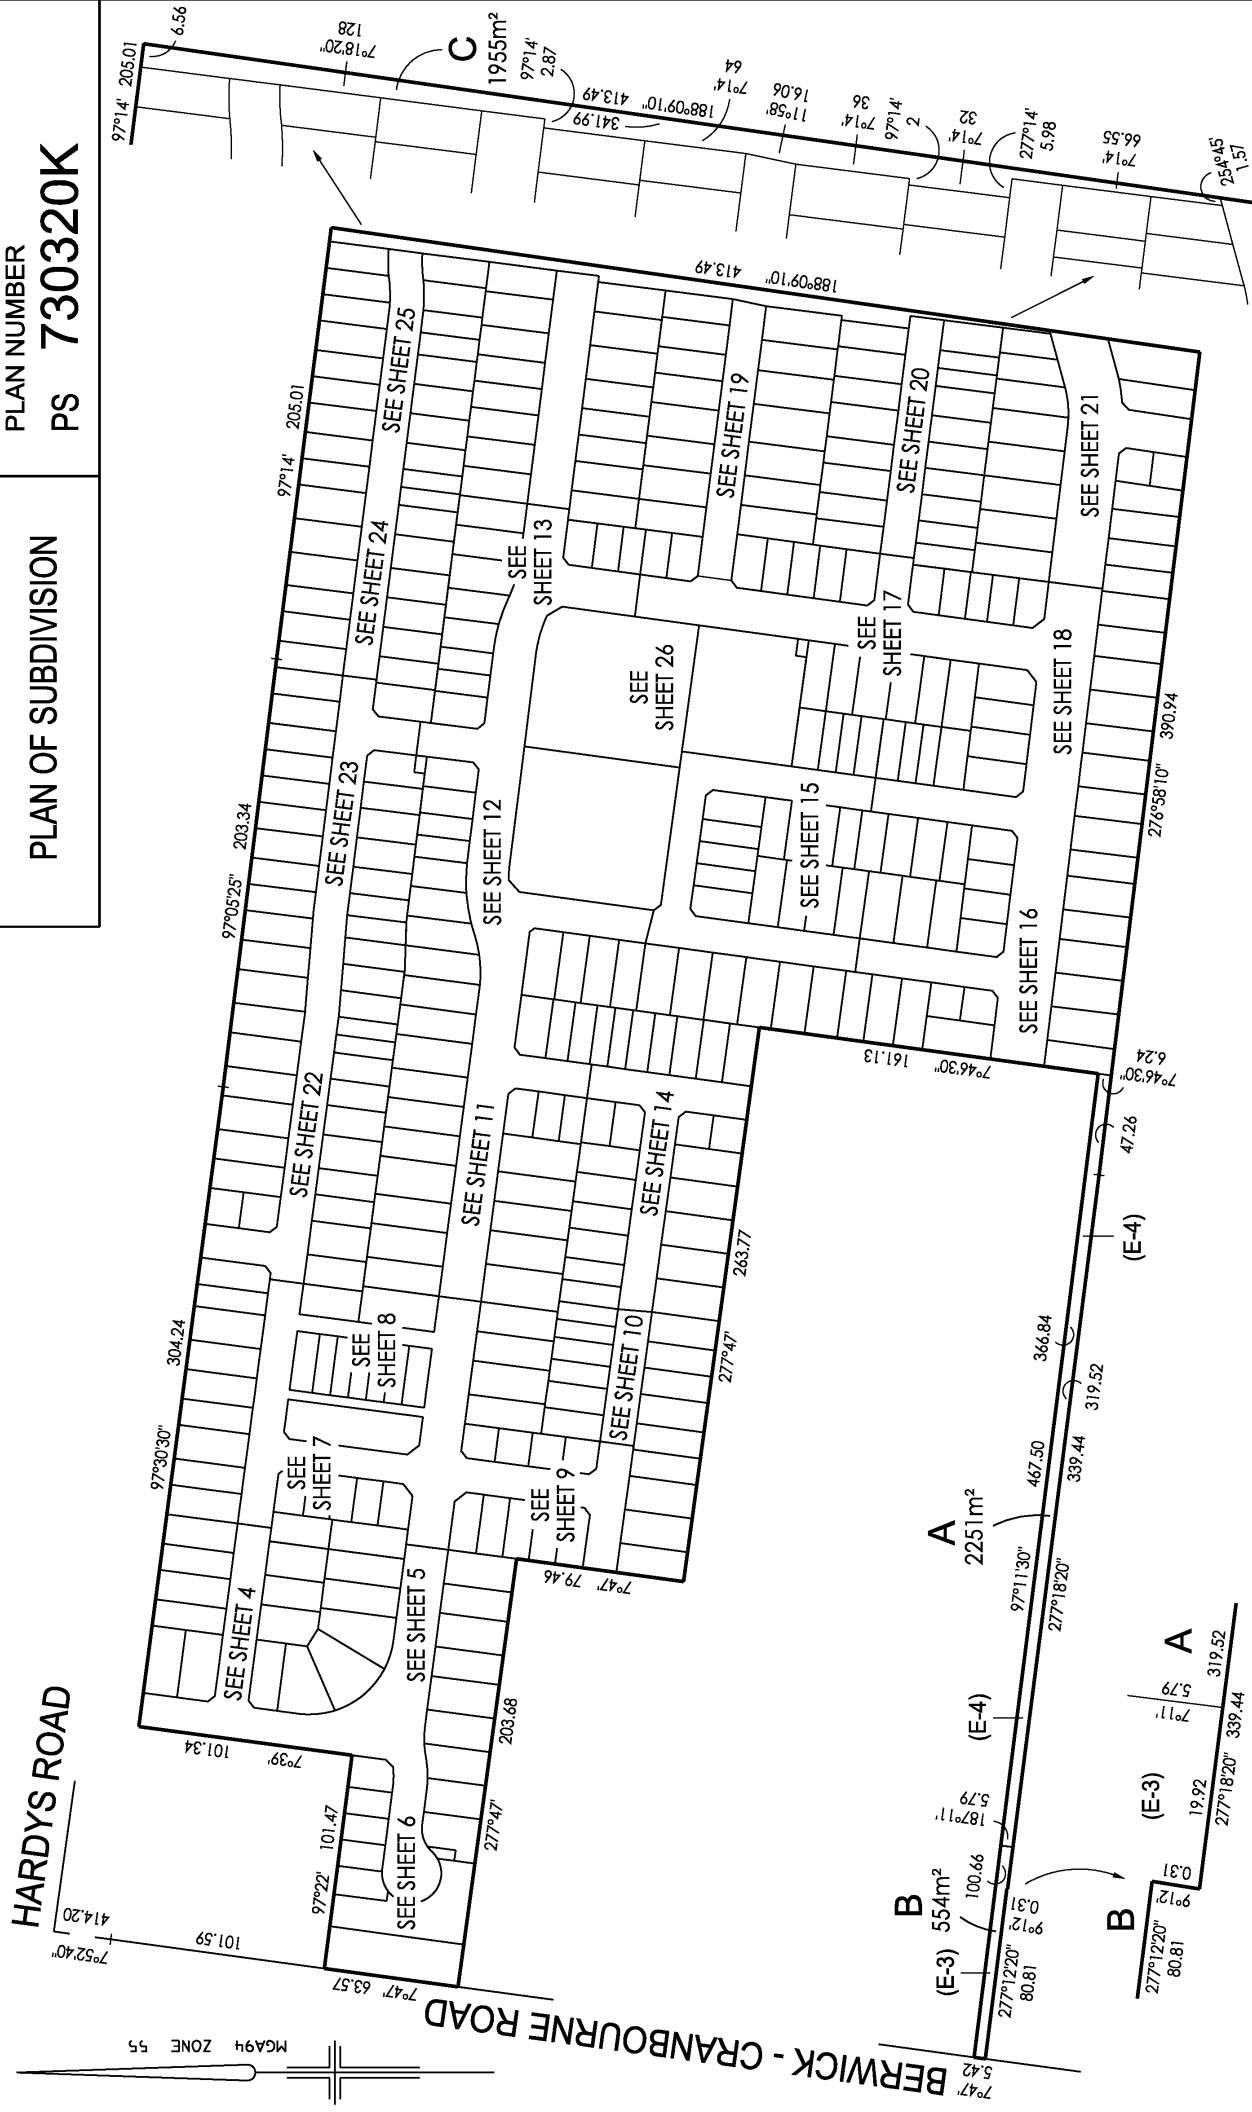 PLAN OF SUBDIVISION
PLAN NUMBER
PS 730320K
97°14' 205.01
6.56
128
7°18'20"
C
1955m²
97°14'
2.87
188°09'10" 413.49
341.99
64
7°14'
11°58'
16.06
36
7°14'
97°14'
2
32
7°14'
277°14'
5.98
7°14'
66.55
254°45'
1.57
188°09'10" 413.49
97°14' 205.01
97°05'25" 203.34
97°30'30" 304.24
SEE SHEET 25
SEE SHEET 24
SEE SHEET 23
SEE SHEET 22
SEE
SHEET 13
SEE SHEET 19
SEE SHEET 20
SEE SHEET 21
SEE
SHEET 17
SEE SHEET 18
SEE
SHEET 26
SEE SHEET 12
SEE SHEET 15
SEE SHEET 16
276°58'10" 390.94
SEE SHEET 11
SEE SHEET 14
7°46'30" 161.13
7°46'30"
6.24
47.26
SEE
SHEET 8
SEE SHEET 10
277°47' 263.77
SEE
SHEET 7
SEE
SHEET 9
7°47' 79.46
SEE SHEET 4
SEE SHEET 5
SEE SHEET 6
277°47' 203.68
7°39' 101.34
97°22' 101.47
HARDYS ROAD
7°52'40" 414.20
101.59
7°47' 63.57
BERWICK - CRANBOURNE ROAD
MGA94 ZONE 55
(E-4)
366.84
319.52
97°11'30" 467.50
277°18'20" 339.44
A
2251m²
(E-4)
187°11' 5.79
100.66
B
554m²
9°12'
0.31
(E-3)
277°12'20"
80.81
7°47'
5.42
B
277°12'20"
80.81
9°12'
0.31
(E-3)
19.92
277°18'20" 339.44
7°11' 5.79
A
319.52